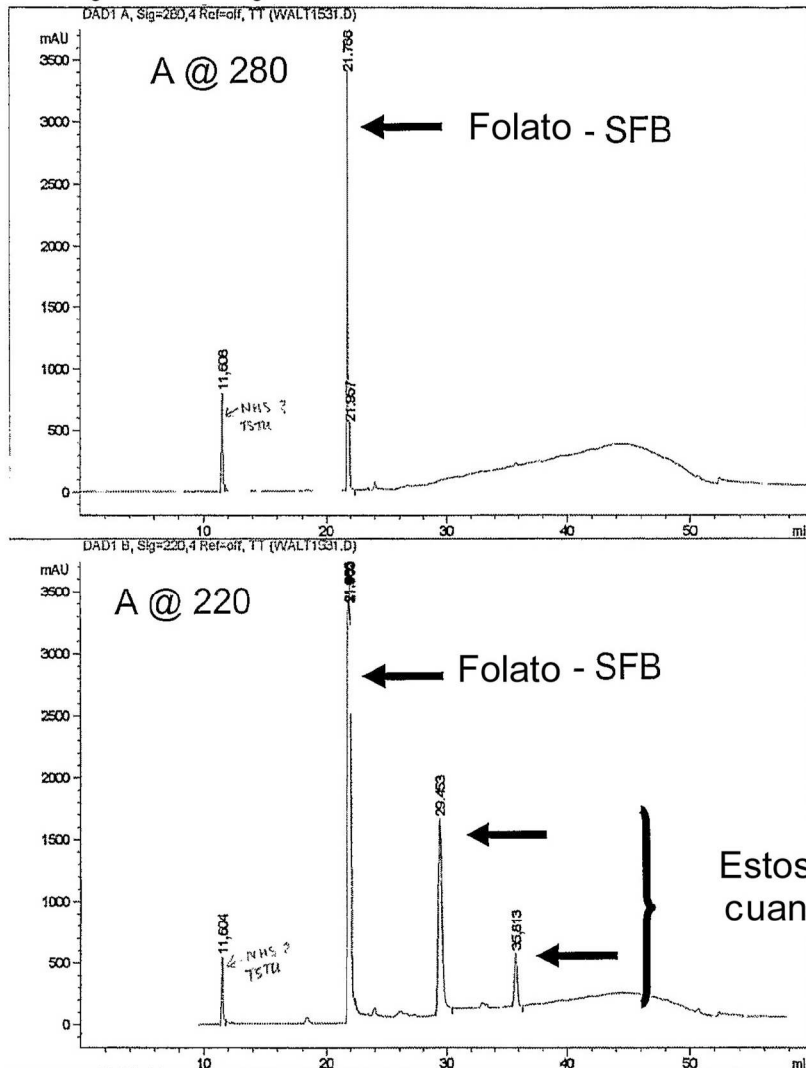 DAD1 A, Sig=280,4 Ref=off, TT (WALT1531.D)
mAU
A @ 280
21.786
3500
3000
Folato - SFB
2500
2000
1500
11,608
1000
21.957
NHS ?
TSTU
500
0
10
20
30
40
50
mi
DAD1 B, Sig=220,4 Ref=off, TT (WALT1531.D)
mAU
A @ 220
3500
3000
Folato - SFB
2500
2000
29.453
1500
Estos
1000
cuan
11,604
35,613
NHS ?
TSTU
500
0
10
20
30
40
50
mi